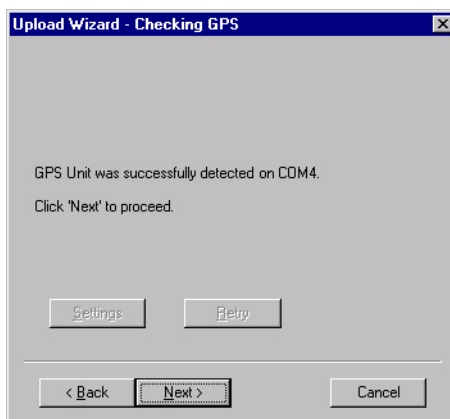 Upload Wizard - Checking GPS
GPS Unit was successfully detected on COM4.
Click 'Next' to proceed.
Settings Retry
< Back Next > Cancel